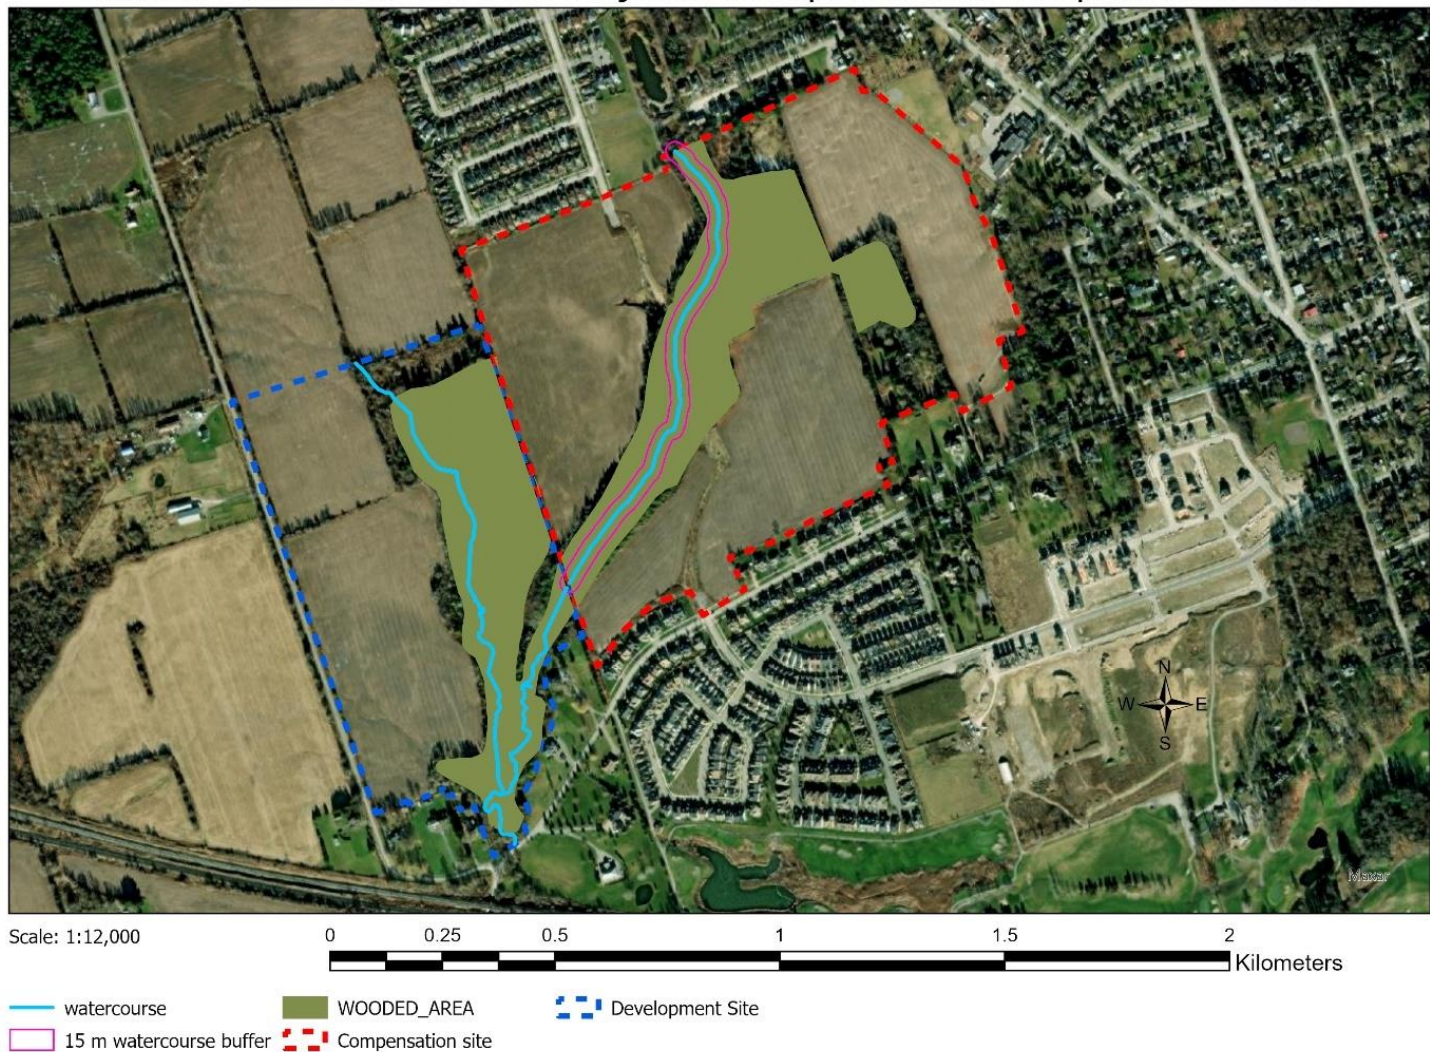 N
W E
S
Maxar
Scale: 1:12,000
0 0.25 0.5 1 1.5 2
Kilometers
watercourse
WOODED_AREA
Development Site
15 m watercourse buffer
Compensation site